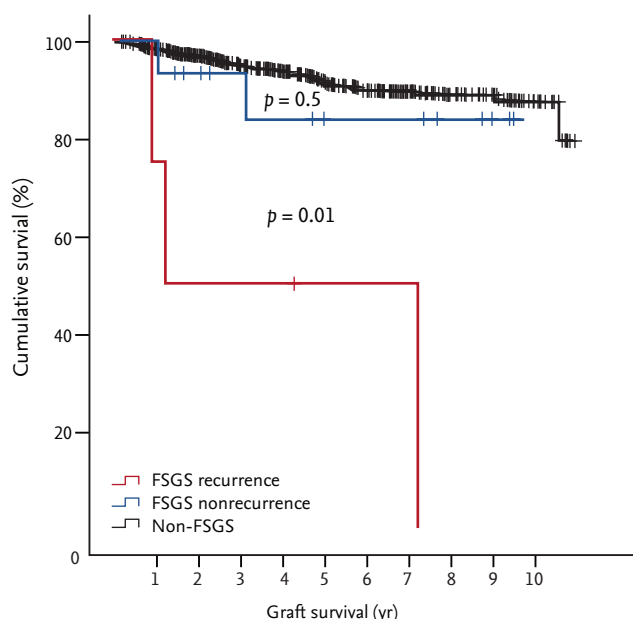 Cumulative survial (%)
100
80
60
40
20
0
p = 0.5
p = 0.01
FSGS recurrence
FSGS nonrecurrence
Non-FSGS
1 2 3 4 5 6 7 8 9 10
Graft survival (yr)